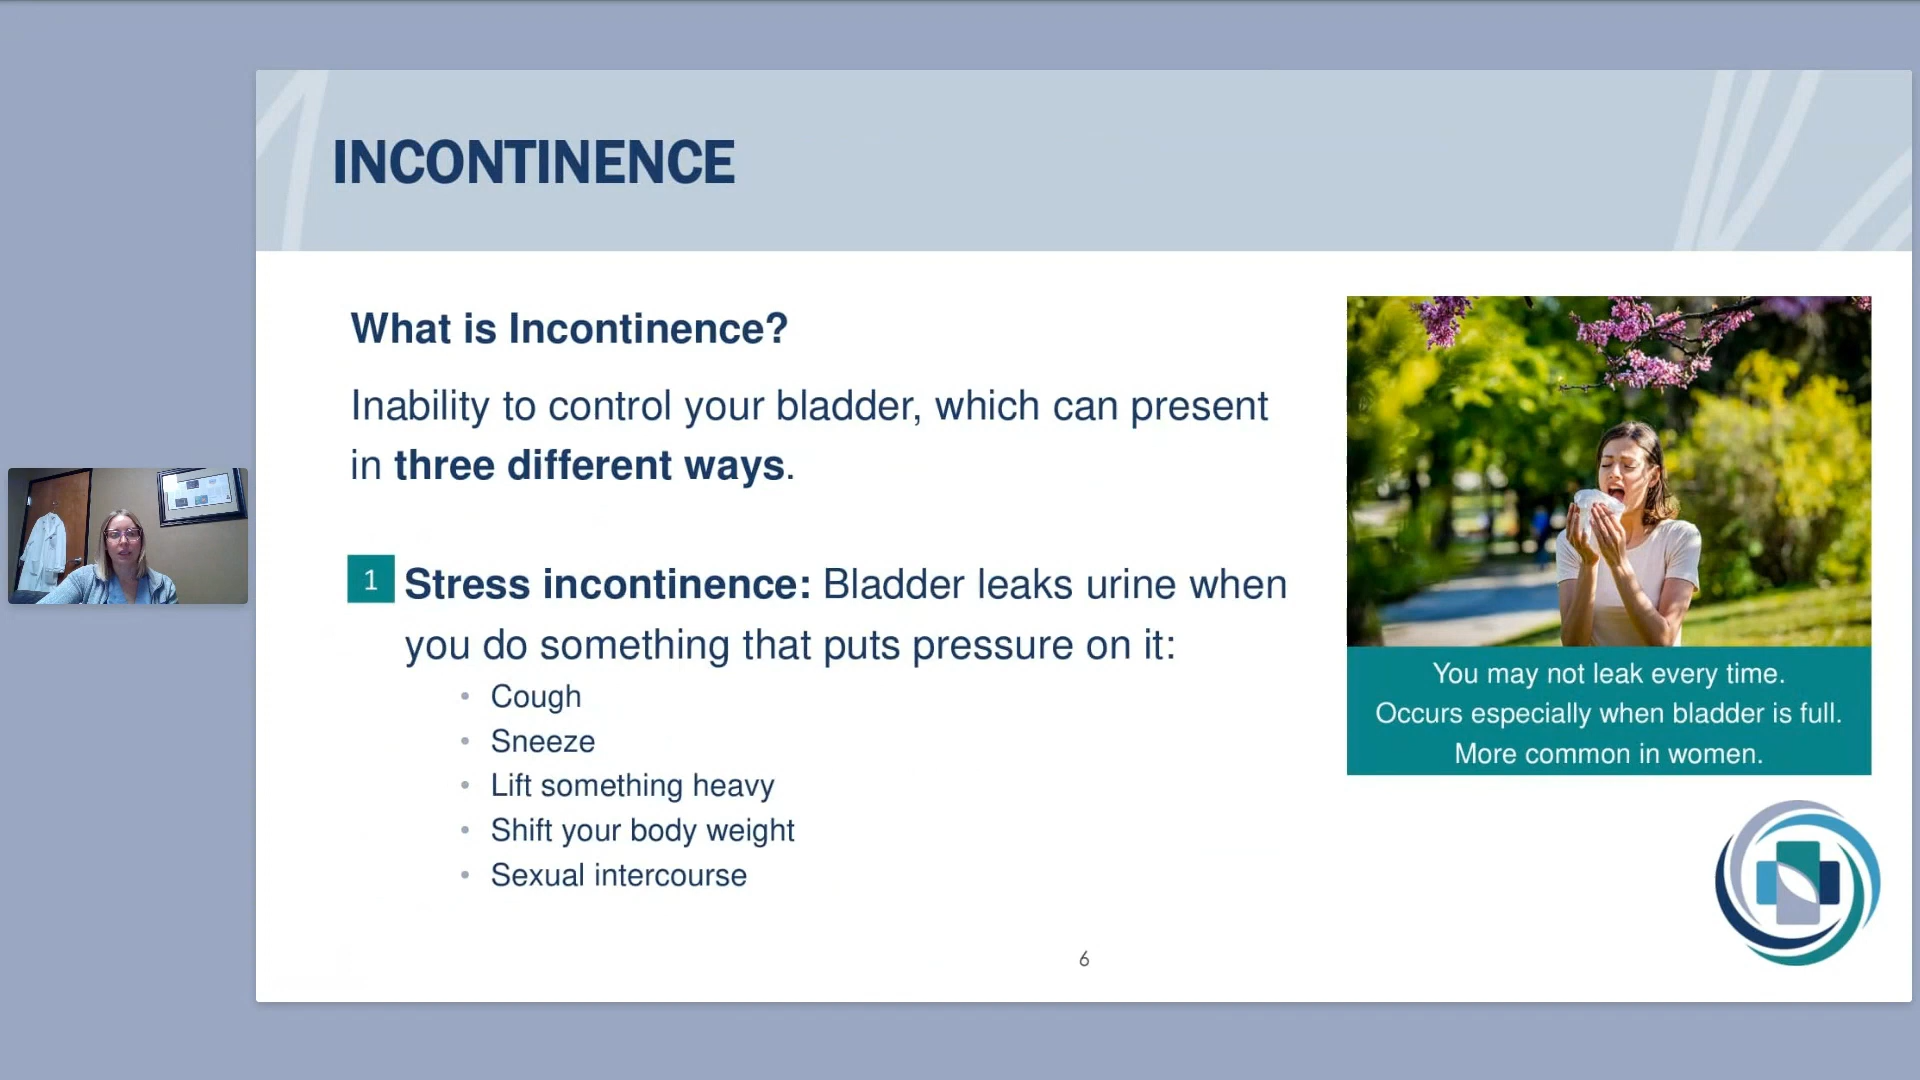 INCONTINENCE
What is Incontinence?
Inability to control your bladder, which can present
in three different ways.
1 Stress incontinence: Bladder leaks urine when
you do something that puts pressure on it:
• Cough
• Sneeze
• Lift something heavy
• Shift your body weight
• Sexual intercourse
You may not leak every time.
Occurs especially when bladder is full.
More common in women.
6